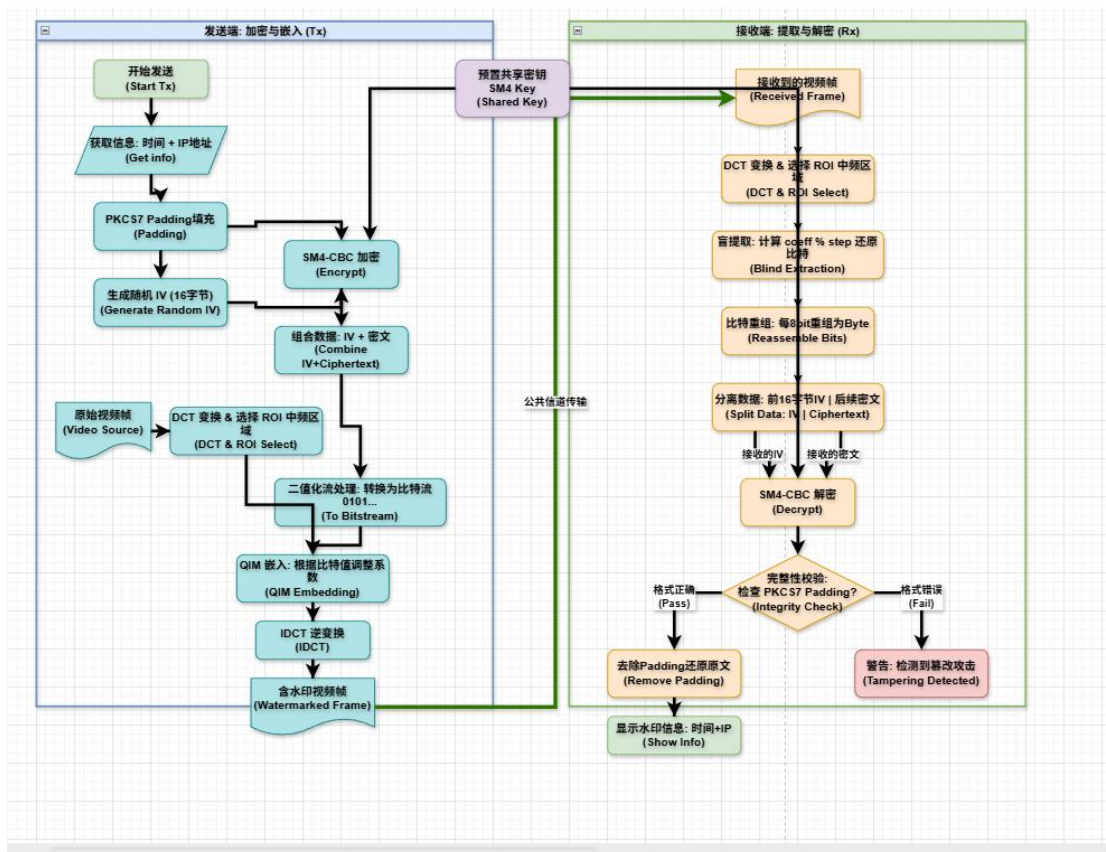 发送端: 加密与嵌入 (Tx)
开始发送
(Start Tx)
获取信息: 时间 + IP地址
(Get info)
PKCS7 Padding填充
(Padding)
生成随机 IV (16字节)
(Generate Random IV)
SM4-CBC 加密
(Encrypt)
组合数据: IV + 密文
(Combine
IV+Ciphertext)
原始视频帧
(Video Source)
DCT 变换 & 选择 ROI 中频区
域
(DCT & ROI Select)
二值化流处理: 转换为比特流
0101...
(To Bitstream)
QIM 嵌入: 根据比特值调整系
数
(QIM Embedding)
IDCT 逆变换
(IDCT)
含水印视频帧
(Watermarked Frame)
预置共享密钥
SM4 Key
(Shared Key)
公共信道传输
接收端: 提取与解密 (Rx)
接收到的视频帧
(Received Frame)
DCT 变换 & 选择 ROI 中频区
域
(DCT & ROI Select)
盲提取: 计算 coeff % step 还原
比特
(Blind Extraction)
比特重组: 每8bit重组为Byte
(Reassemble Bits)
分离数据: 前16字节IV | 后续密文
(Split Data: IV | Ciphertext)
接收的IV
接收的密文
SM4-CBC 解密
(Decrypt)
完整性校验:
检查 PKCS7 Padding?
(Integrity Check)
格式正确
(Pass)
格式错误
(Fail)
去除Padding还原原文
(Remove Padding)
警告: 检测到篡改攻击
(Tampering Detected)
显示水印信息: 时间+IP
(Show Info)